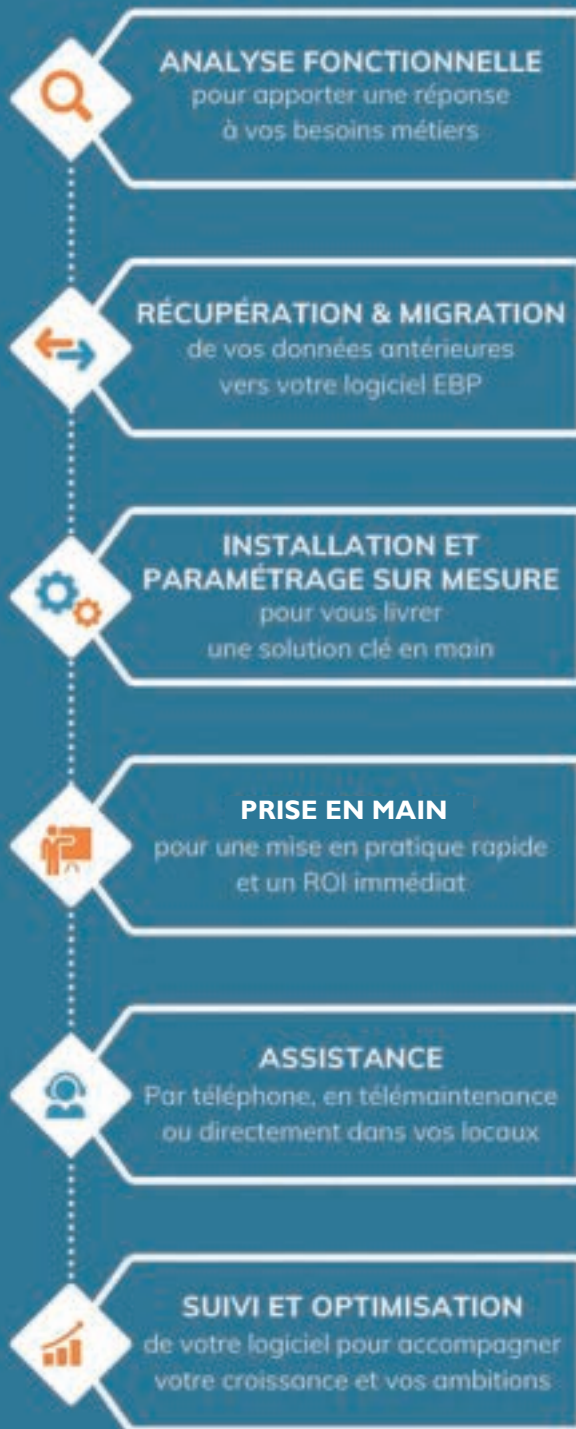 ANALYSE FONCTIONNELLE
pour apporter une réponse
à vos besoins métiers
RÉCUPÉRATION & MIGRATION
de vos données antérieures
vers votre logiciel EBP
INSTALLATION ET
PARAMÉTRAGE SUR MESURE
pour vous livrer
une solution clé en main
PRISE EN MAIN
pour une mise en pratique rapide
et un ROI immédiat
ASSISTANCE
Par téléphone, en télémaintenance
ou directement dans vos locaux
SUIVI ET OPTIMISATION
de votre logiciel pour accompagner
votre croissance et vos ambitions